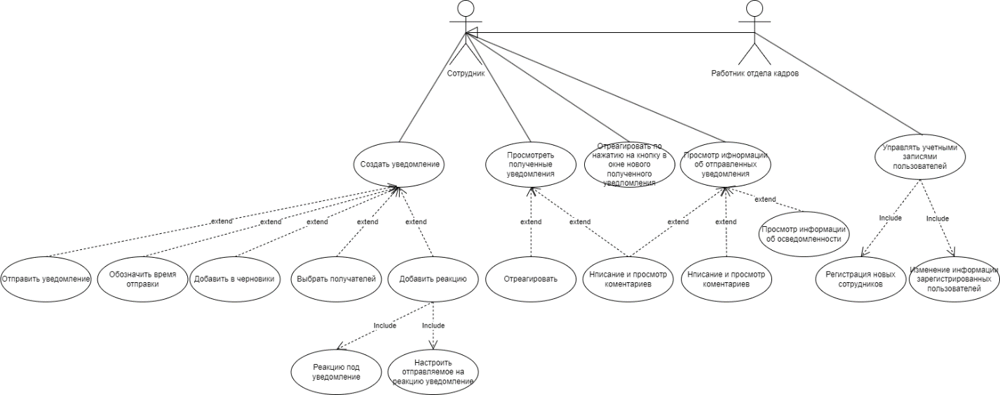 Сотрудник
Работник отдела кадров
Создать уведомление
Просмотреть
полученные
уведомления
Отреагировать по
нажатию на кнопку в
окне нового
полученного
уведломления
Просмотр ифнормации
об отправленных
уведомления
Управлять учетными
записями
пользователей
extend
extend
extend
extend
extend
extend
extend
extend
extend
extend
Include
Include
Просмотр информации
об осведомленности
Отправить уведомление
Обозначить время
отправки
Добавить в черновики
Выбрать получателей
Добавить реакцию
Отреагировать
Нписание и просмотр
коментариев
Нписание и просмотр
коментариев
Регистрация новых
сотрудников
Изменение информации
зарегистрированных
пользователей
Include
Include
Реакцию под
уведомление
Настроить
отправляемое на
реакцию уведомление